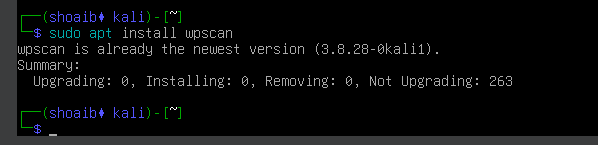 ┌──(shoaib⧫ kali)-[~]
└─$ sudo apt install wpscan
wpscan is already the newest version (3.8.28-0kali1).
Summary:
  Upgrading: 0, Installing: 0, Removing: 0, Not Upgrading: 263
┌──(shoaib⧫ kali)-[~]
└─$ _